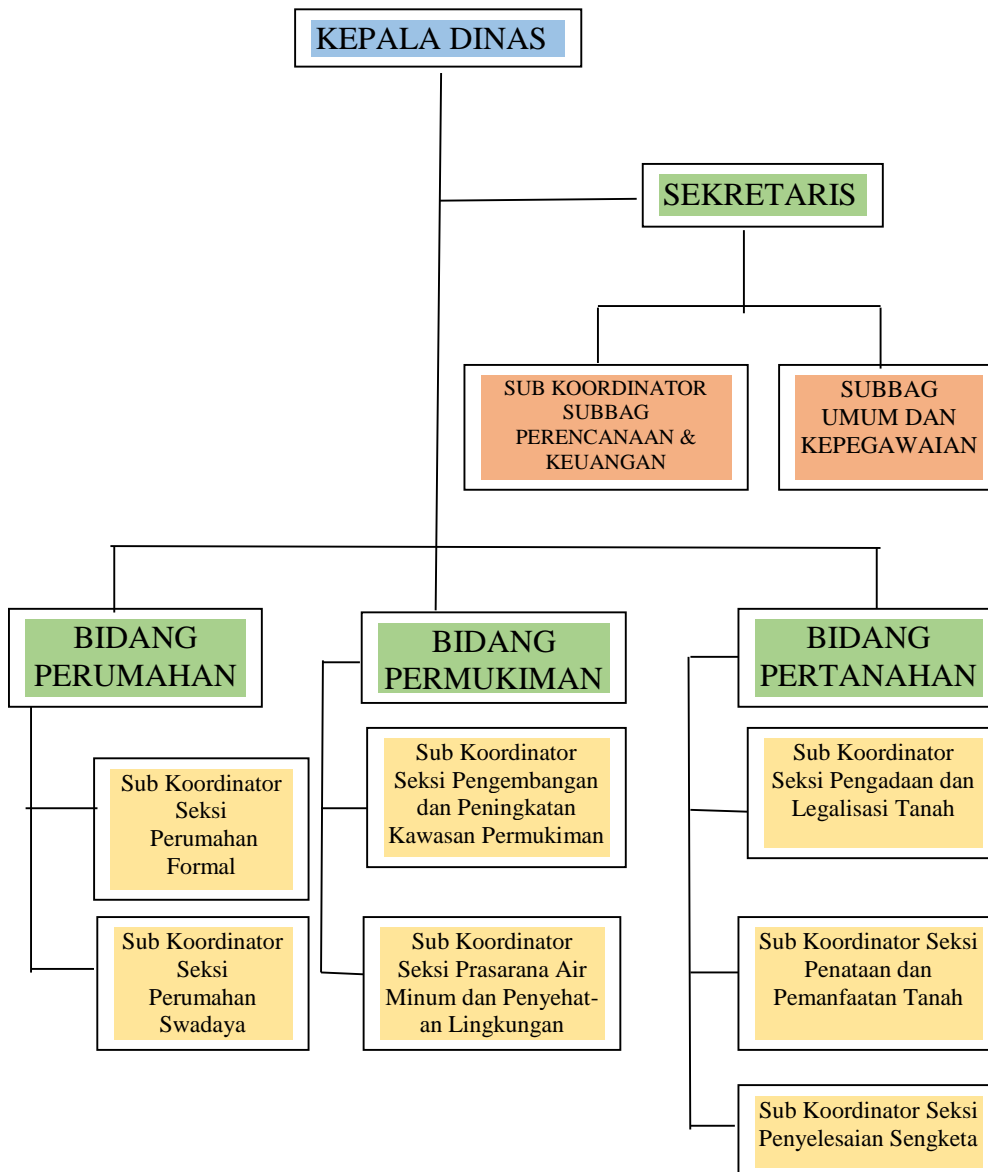 KEPALA DINAS
SEKRETARIS
SUB KOORDINATOR
SUBBAG
PERENCANAAN &
KEUANGAN
SUBBAG
UMUM DAN
KEPEGAWAIAN
BIDANG
PERUMAHAN
BIDANG
PERMUKIMAN
BIDANG
PERTANAHAN
Sub Koordinator
Seksi
Perumahan
Formal
Sub Koordinator
Seksi
Perumahan
Swadaya
Sub Koordinator
Seksi Pengembangan
dan Peningkatan
Kawasan Permukiman
Sub Koordinator
Seksi Prasarana Air
Minum dan Penyehat-
an Lingkungan
Sub Koordinator
Seksi Pengadaan dan
Legalisasi Tanah
Sub Koordinator Seksi
Penataan dan
Pemanfaatan Tanah
Sub Koordinator Seksi
Penyelesaian Sengketa